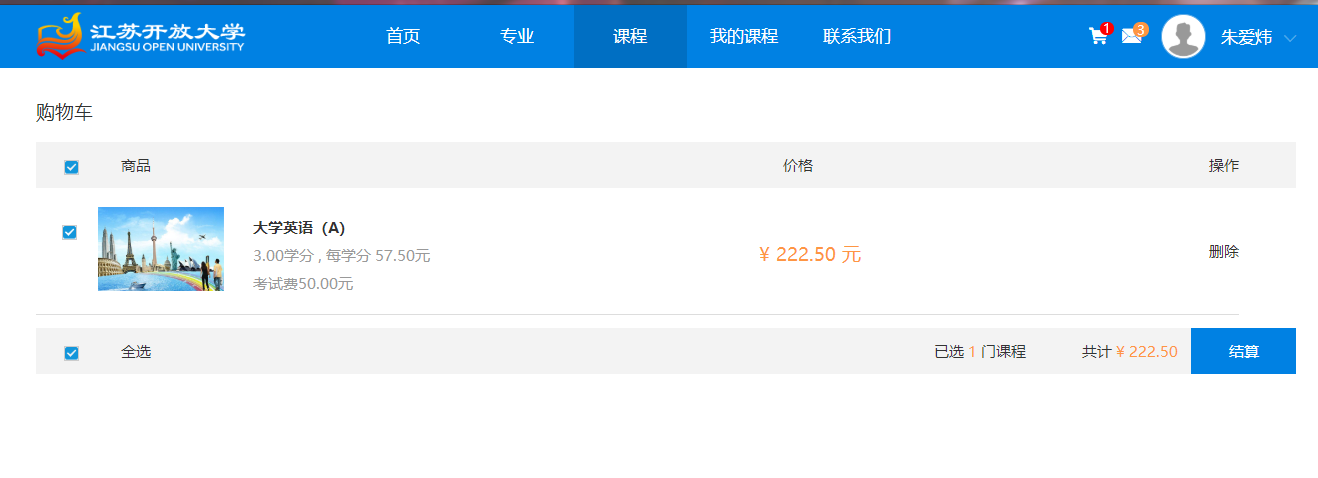 江苏开放大学
JIANGSU OPEN UNIVERSITY
首页 专业 课程 我的课程 联系我们 1 3 朱爱炜
购物车
商品 价格 操作
大学英语（A）
3.00学分 , 每学分 57.50元
考试费50.00元
¥ 222.50 元
删除
全选 已选 1 门课程 共计 ¥ 222.50 结算